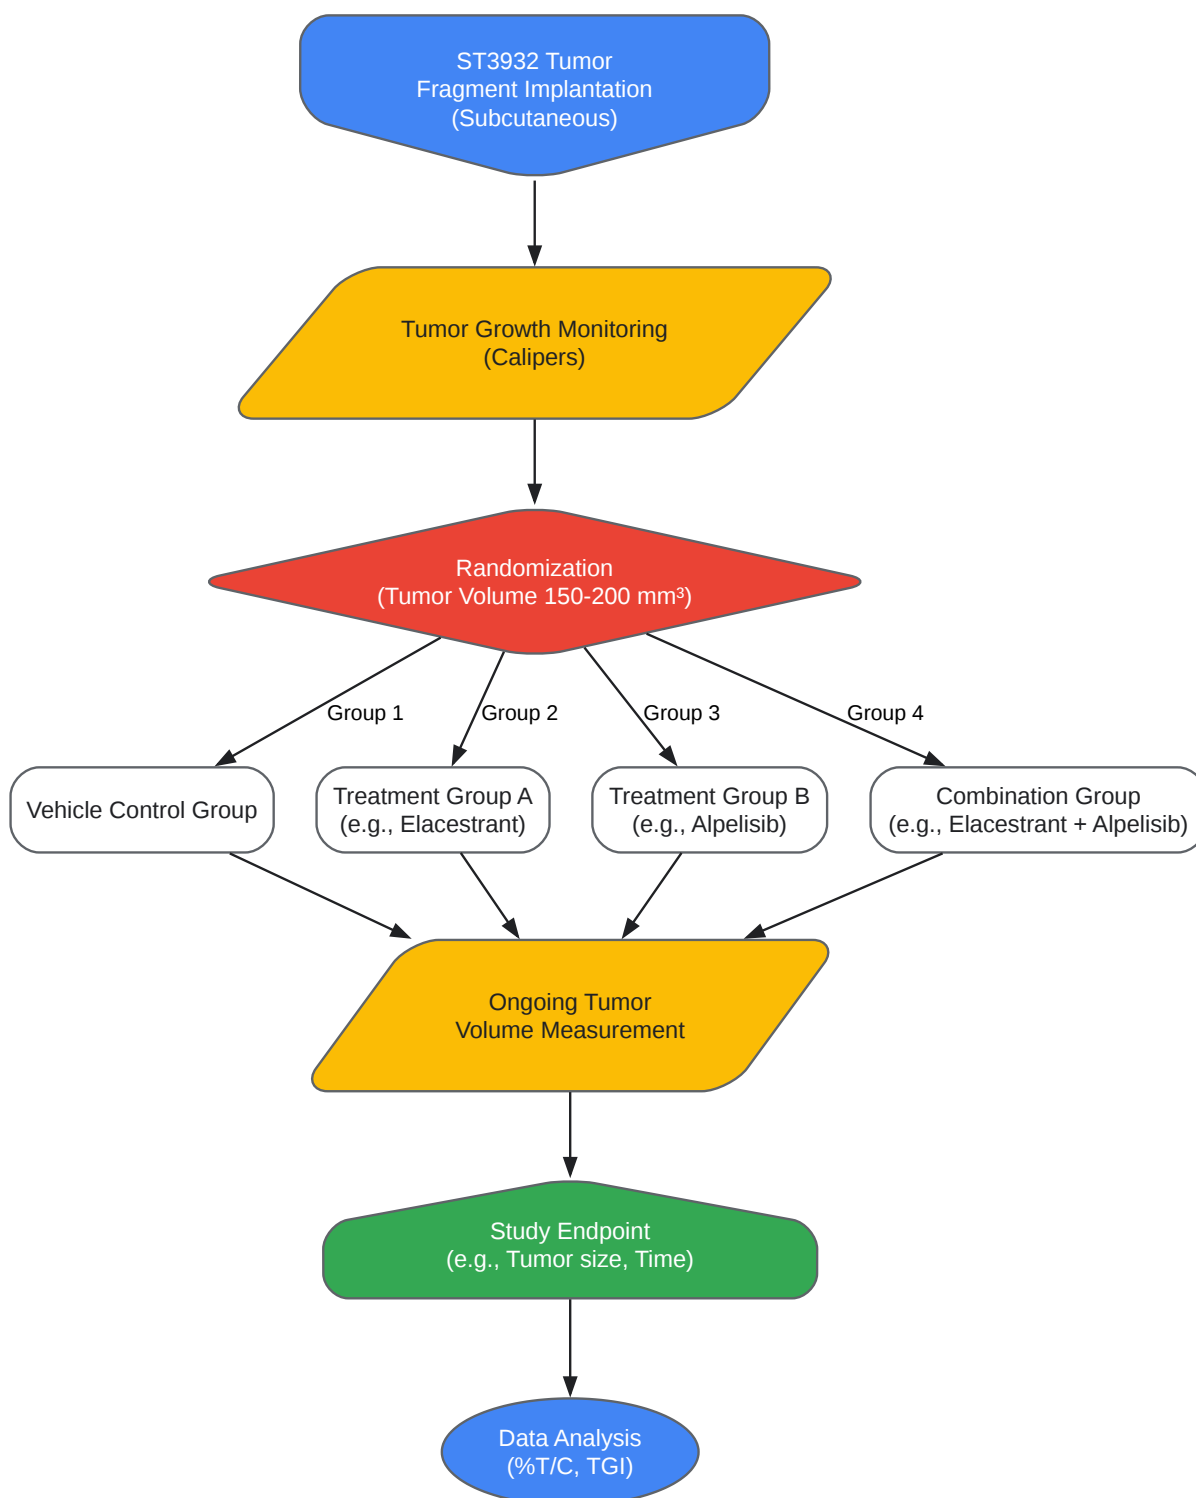 ST3932 Tumor
Fragment Implantation
(Subcutaneous)
Tumor Growth Monitoring
(Calipers)
Randomization
(Tumor Volume 150-200 mm³)
Group 1
Group 2
Group 3
Group 4
Vehicle Control Group
Treatment Group A
(e.g., Elacestrant)
Treatment Group B
(e.g., Alpelisib)
Combination Group
(e.g., Elacestrant + Alpelisib)
Ongoing Tumor
Volume Measurement
Study Endpoint
(e.g., Tumor size, Time)
Data Analysis
(%T/C, TGI)